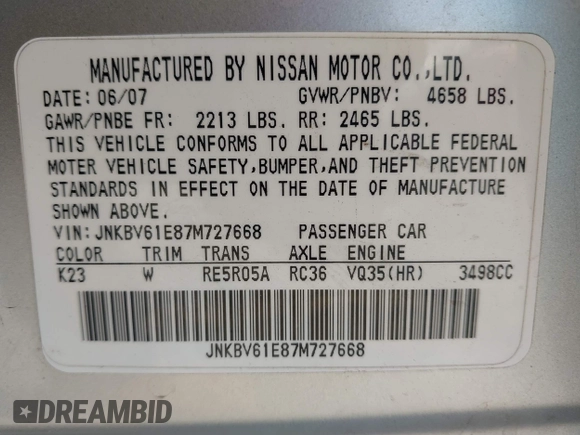 MANUFACTURED BY NISSAN MOTOR CO.,LTD.
DATE: 06/07 GVWR/PNBV: 4658 LBS.
GAWR/PNBE FR: 2213 LBS. RR: 2465 LBS.
THIS VEHICLE CONFORMS TO ALL APPLICABLE FEDERAL
MOTOR VEHICLE SAFETY,BUMPER,AND THEFT PREVENTION
STANDARDS IN EFFECT ON THE DATE OF MANUFACTURE
SHOWN ABOVE.
VIN: JNKBV61E87M727668 PASSENGER CAR
COLOR TRIM TRANS AXLE ENGINE
K23 W RE5R05A RC36 VQ35(HR) 3498CC
JNKBV61E87M727668
DREAMBID